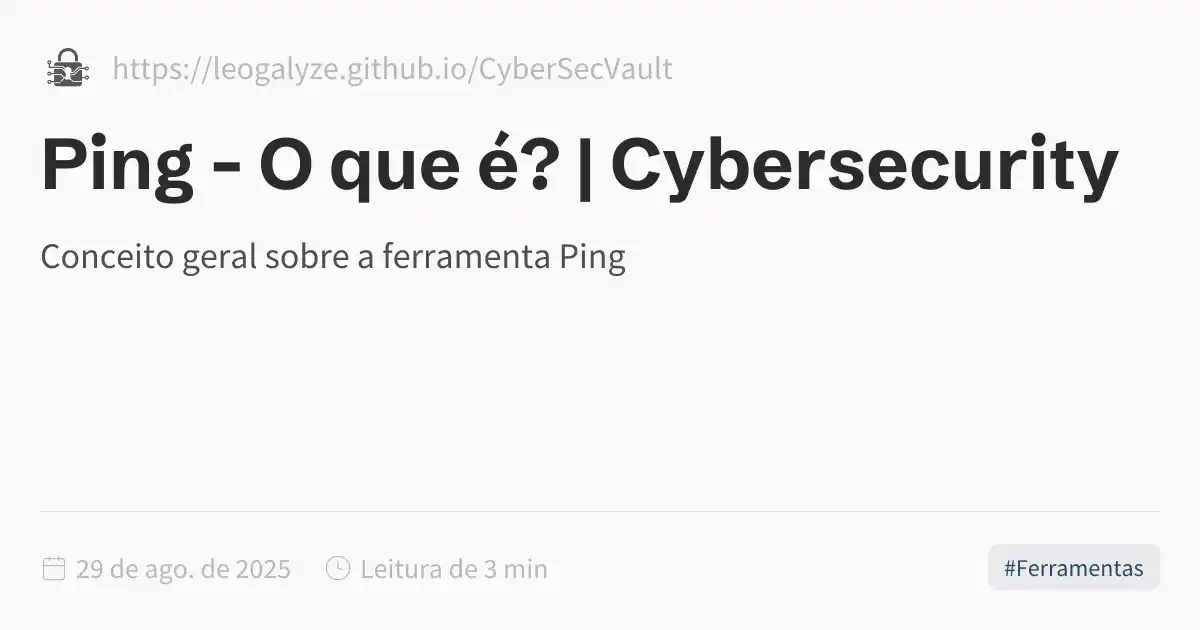 https://leogalyze.github.io/CyberSecVault
Ping - O que é? | Cybersecurity
Conceito geral sobre a ferramenta Ping
29 de ago. de 2025 Leitura de 3 min #Ferramentas